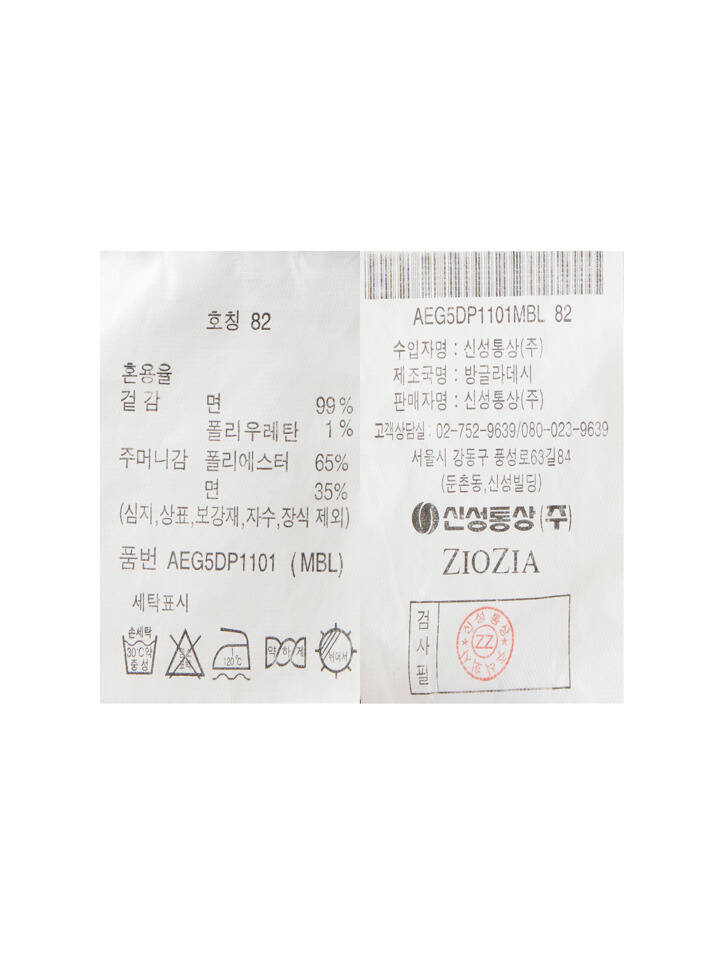 호칭 82
혼용율
겉감 면 99%
폴리우레탄 1%
주머니감 폴리에스터 65%
면 35%
(심지,상표,보강재,자수,장식 제외)
품번 AEG5DP1101 (MBL)
세탁표시
손세탁
30℃약
중성
120℃
약하게
뉘어서
AEG5DP1101MBL 82
수입자명 : 신성통상(주)
제조국명 : 방글라데시
판매자명 : 신성통상(주)
고객상담실 : 02-752-9639/080-023-9639
서울시 강동구 풍성로63길84
(둔촌동,신성빌딩)
신성통상(주)
ZIOZIA
검사필
신성통상
ZZ
주식회사